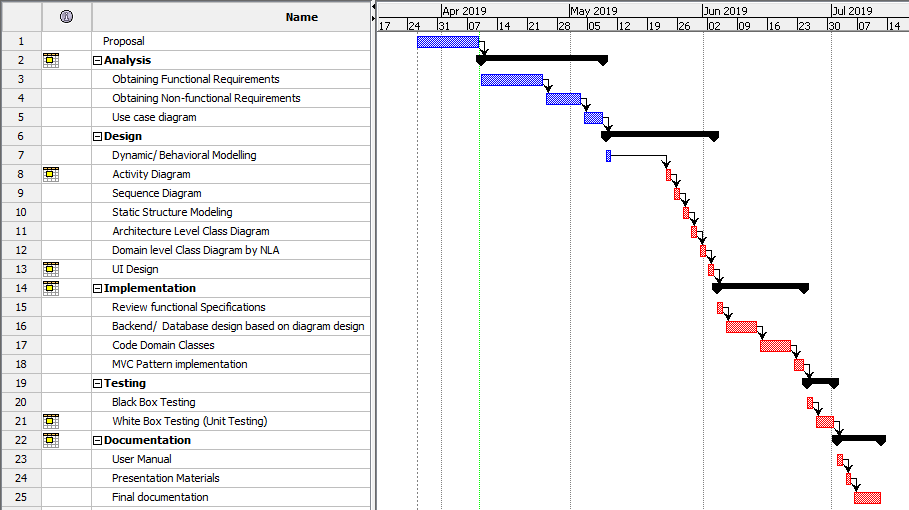 Name
Apr 2019 May 2019 Jun 2019 Jul 2019
17 24 31 07 14 21 28 05 12 19 26 02 09 16 23 30 07 14
1 Proposal
2 Analysis
3 Obtaining Functional Requirements
4 Obtaining Non-functional Requirements
5 Use case diagram
6 Design
7 Dynamic/ Behavioral Modelling
8 Activity Diagram
9 Sequence Diagram
10 Static Structure Modeling
11 Architecture Level Class Diagram
12 Domain level Class Diagram by NLA
13 UI Design
14 Implementation
15 Review functional Specifications
16 Backend/ Database design based on diagram design
17 Code Domain Classes
18 MVC Pattern implementation
19 Testing
20 Black Box Testing
21 White Box Testing (Unit Testing)
22 Documentation
23 User Manual
24 Presentation Materials
25 Final documentation